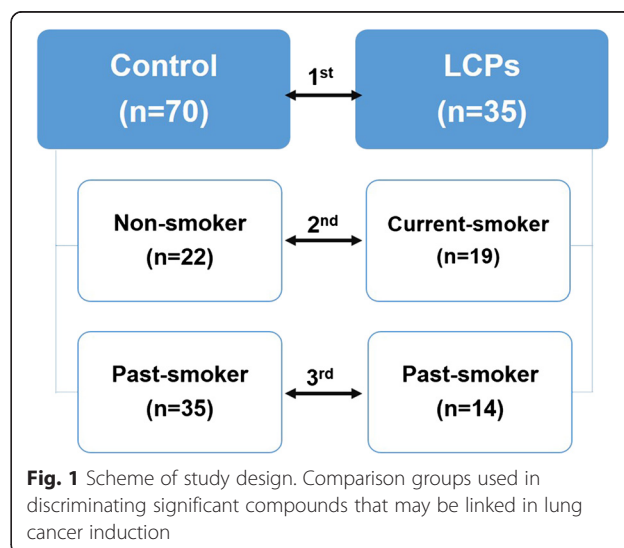 Control
(n=70)
1st
LCPs
(n=35)
Non-smoker
(n=22)
2nd
Current-smoker
(n=19)
Past-smoker
(n=35)
3rd
Past-smoker
(n=14)
Fig. 1 Scheme of study design. Comparison groups used in
discriminating significant compounds that may be linked in lung
cancer induction